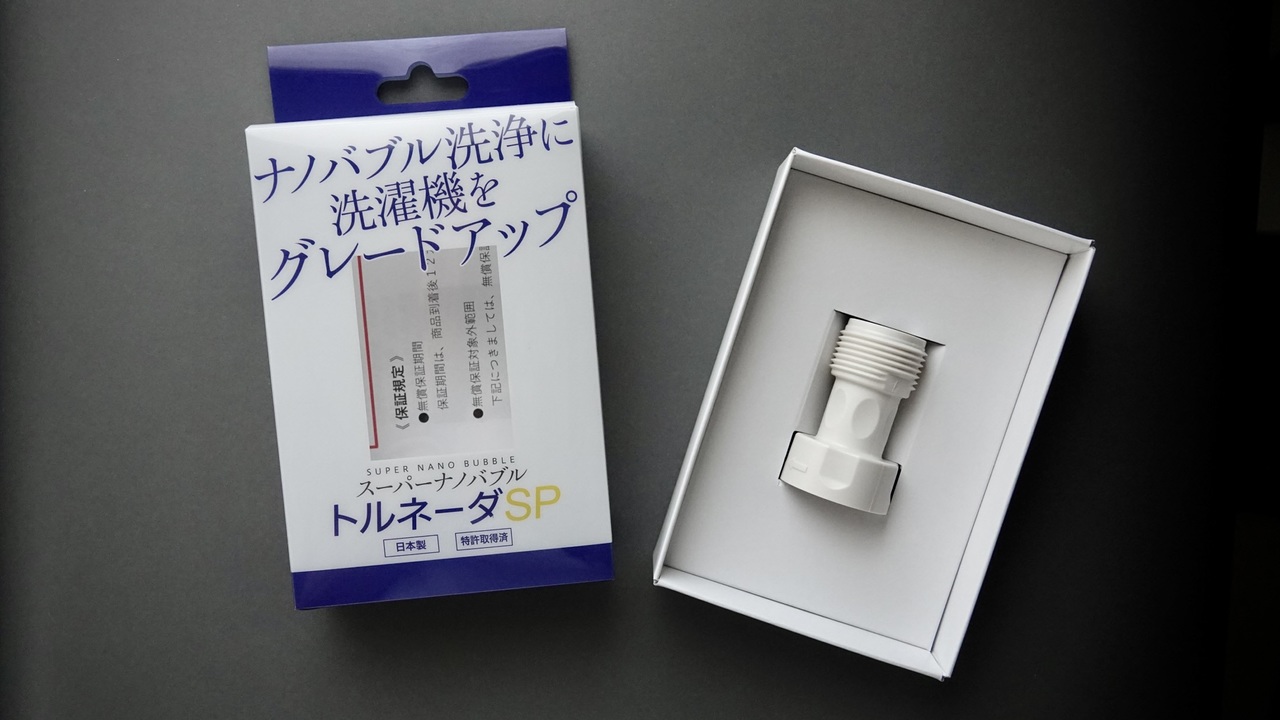 ナノバブル洗浄に
洗濯機を
グレードアップ
《保証規定》
●無償保証期間
保証期間は、商品到着後12
●無償保証対象外範囲
下記につきましては、無償保証
SUPER NANO BUBBLE
スーパーナノバブル
トルネーダSP
日本製 特許取得済